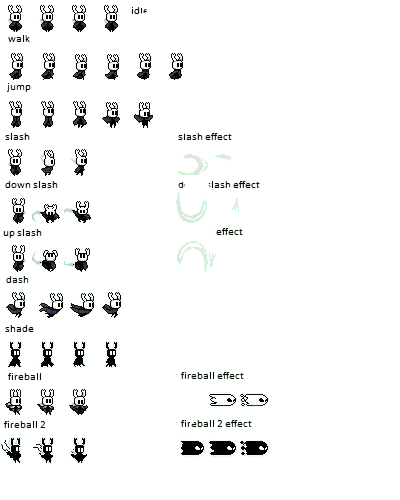 idle
walk
jump
slash
slash effect
down slash
slash effect
up slash
effect
dash
shade
fireball
fireball effect
fireball 2
fireball 2 effect